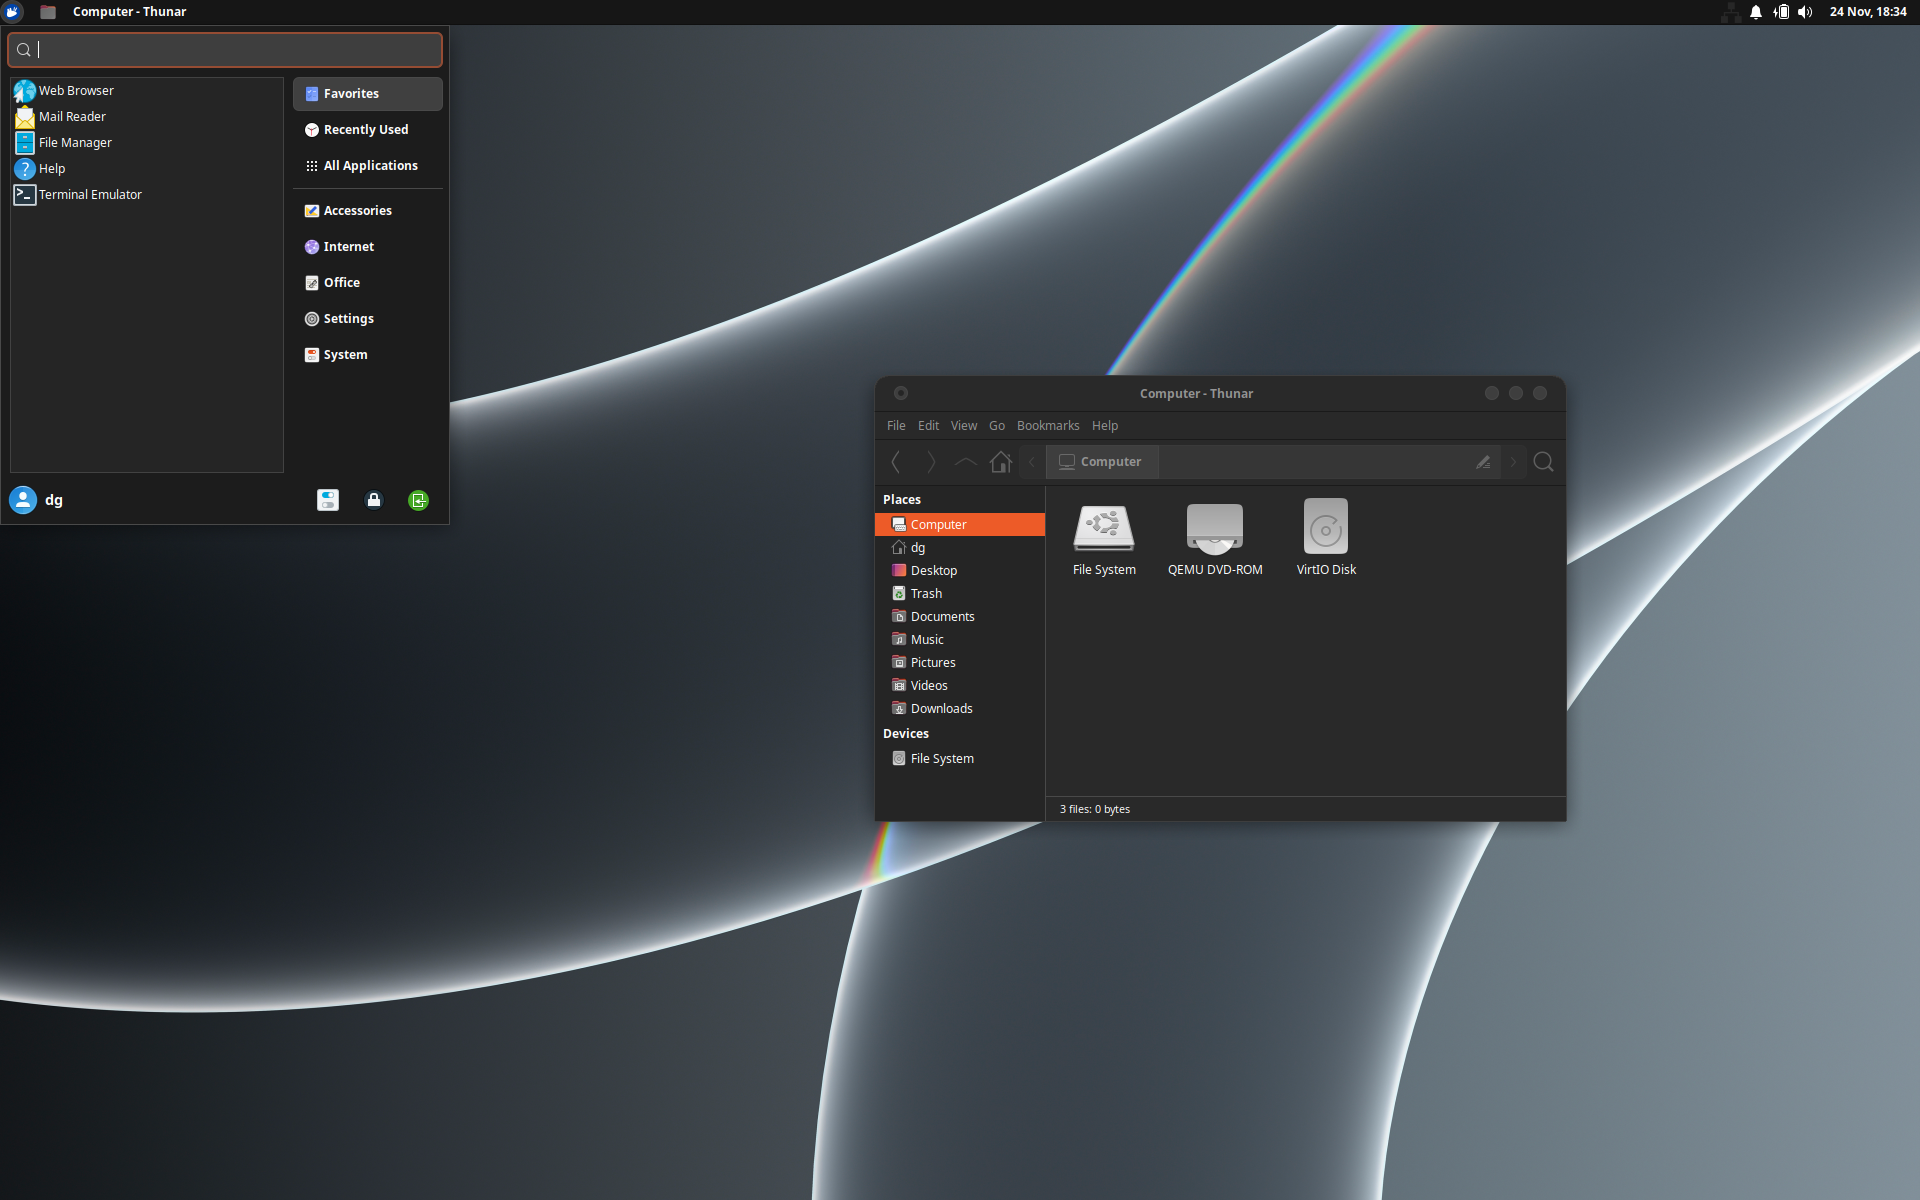 Computer - Thunar
24 Nov, 18:34
Web Browser
Mail Reader
File Manager
Help
Terminal Emulator
Favorites
Recently Used
All Applications
Accessories
Internet
Office
Settings
System
dg
Computer - Thunar
File Edit View Go Bookmarks Help
Computer
Places
Computer
dg
Desktop
Trash
Documents
Music
Pictures
Videos
Downloads
Devices
File System
File System
QEMU DVD-ROM
VirtIO Disk
3 files: 0 bytes